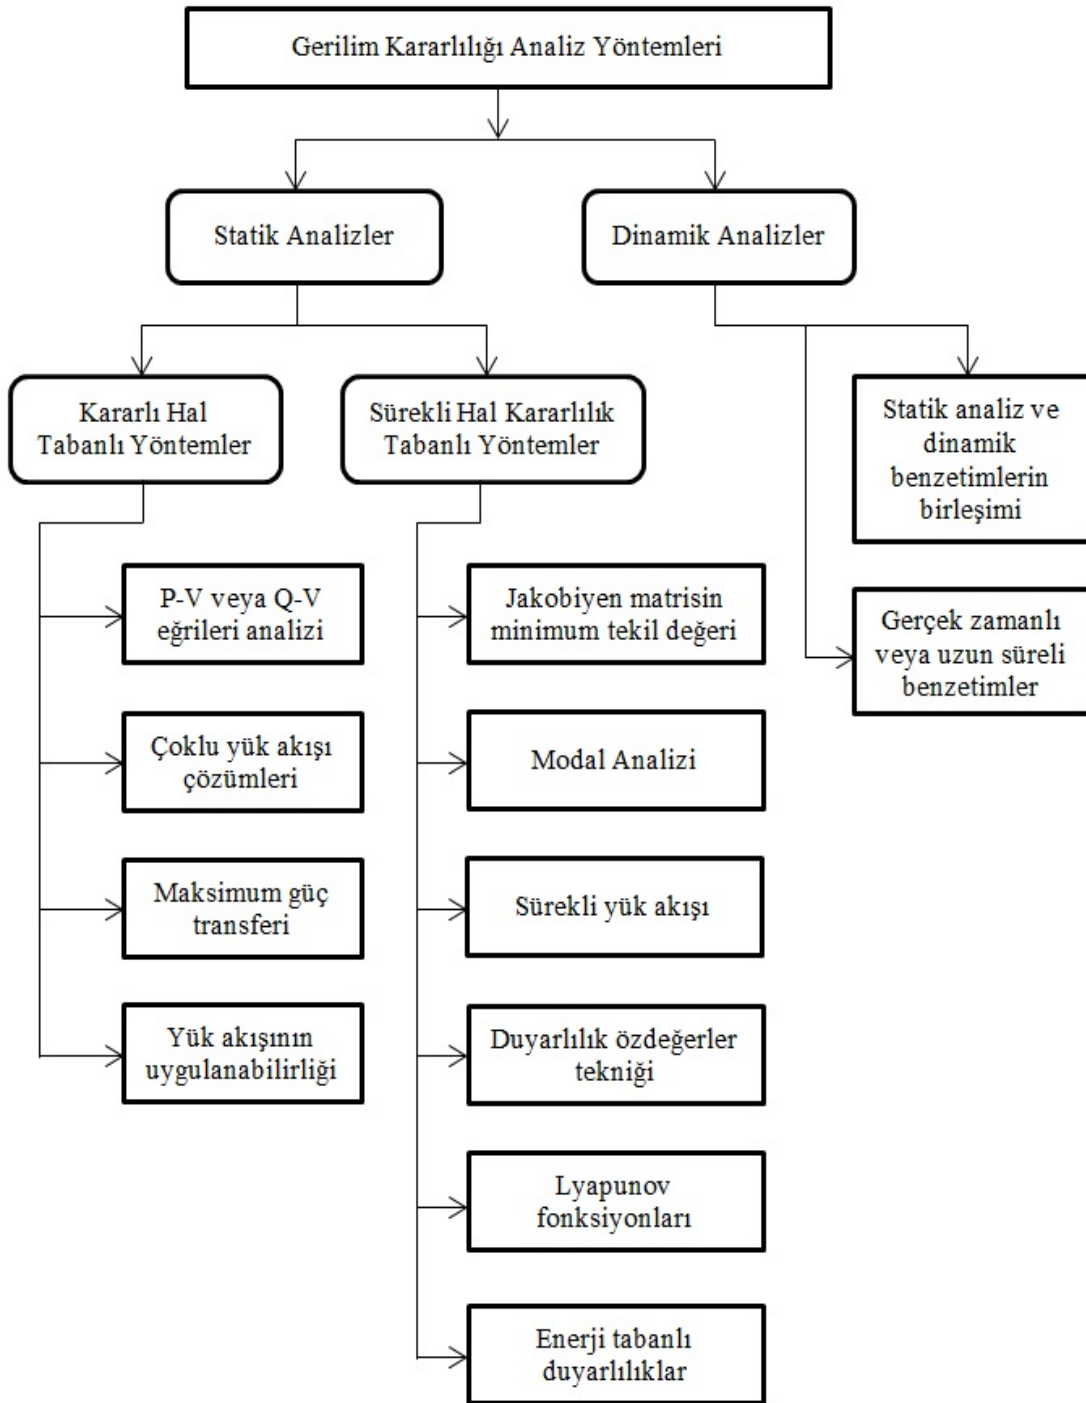 Gerilim Kararlılığı Analiz Yöntemleri
Statik Analizler
Dinamik Analizler
Kararlı Hal
Tabanlı Yöntemler
Sürekli Hal Kararlılık
Tabanlı Yöntemler
Statik analiz ve
dinamik
benzetimlerin
birleşimi
P-V veya Q-V
eğrileri analizi
Jakobiyen matrisin
minimum tekil değeri
Gerçek zamanlı
veya uzun süreli
benzetimler
Çoklu yük akışı
çözümleri
Modal Analizi
Maksimum güç
transferi
Sürekli yük akışı
Yük akışının
uygulanabilirliği
Duyarlılık özdeğerler
tekniği
Lyapunov
fonksiyonları
Enerji tabanlı
duyarlılıklar